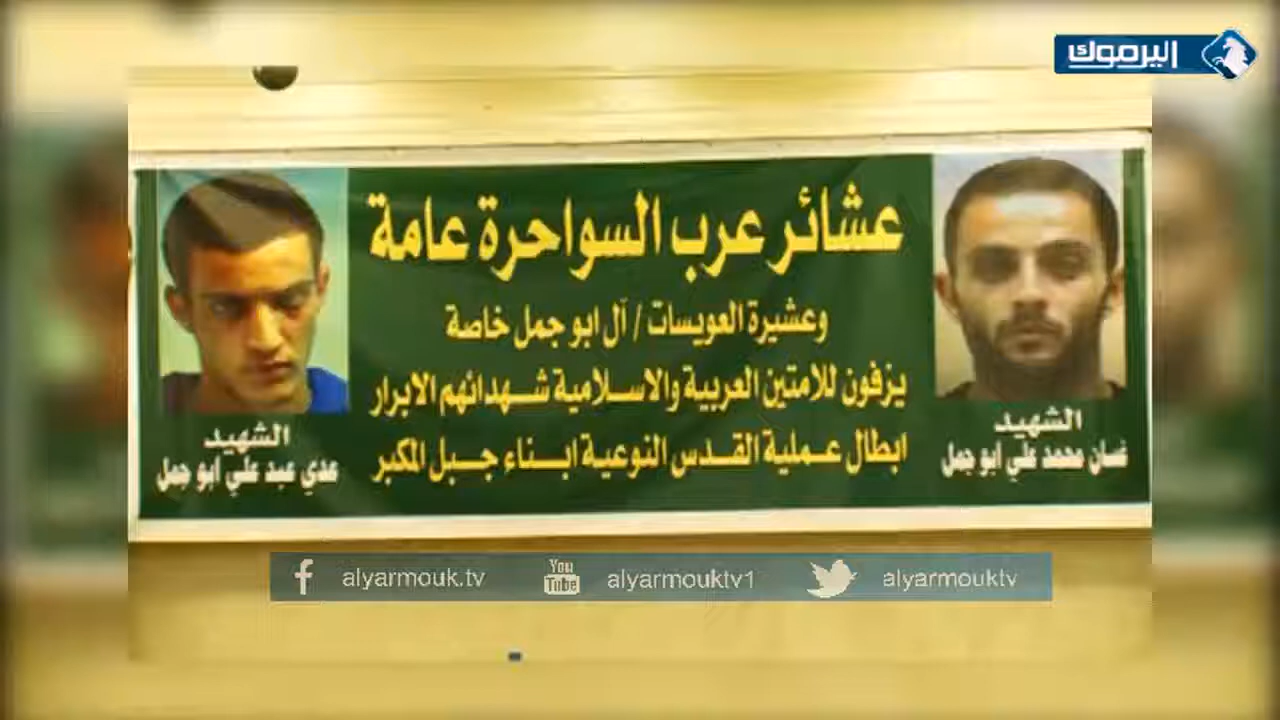 اليرموك
عشائر عرب السواحرة عامة
وعشيرة العويسات / آل ابو جمل خاصة
يزفون للامتين العربية والاسلامية شهدائهم الابرار
ابطال عملية القدس النوعية ابناء جبل المكبر
الشهيد
غسان محمد علي ابو جمل
الشهيد
عدي عبد علي ابو جمل
alyarmouk.tv
You
Tube
alyarmouktv1
alyarmouktv